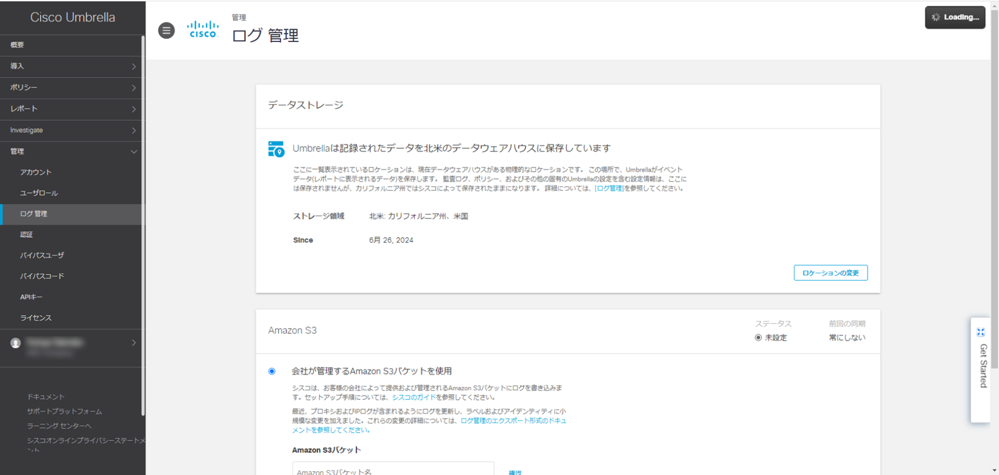 Cisco Umbrella
概要
導入
ポリシー
レポート
Investigate
管理
アカウント
ユーザロール
ログ 管理
認証
バイパスユーザ
バイパスコード
APIキー
ライセンス
ドキュメント
サポートプラットフォーム
ラーニング センターへ
シスコオンラインプライバシーステートメ
ント
CISCO
管理
ログ 管理
Loading...
データストレージ
Umbrellaは記録されたデータを北米のデータウェアハウスに保存しています
ここに一覧表示されているロケーションは、現在データウェアハウスがある物理的なロケーションです。 この場所で、Umbrellaがイベント
データ(レポートに表示されるデータ)を保存します。 監査ログ、ポリシー、およびその他の固有のUmbrellaの設定を含む設定情報は、ここに
は保存されませんが、カリフォルニア州ではシスコによって保存されたままになります。 詳細については、[ログ管理]を参照してください。
ストレージ領域 北米: カリフォルニア州、米国
Since 6月 26, 2024
ロケーションの変更
Amazon S3
ステータス 前回の同期
未設定 常にしない
会社が管理するAmazon S3バケットを使用
シスコは、お客様の会社によって提供および管理されるAmazon S3バケットにログを書き込みま
す。セットアップ手順については、シスコのガイドを参照してください。
最近、プロキシおよびIPログが含まれるようにログを更新し、ラベルおよびアイデンティティに小
規模な変更を加えました。これらの変更の詳細については、ログ管理のエクスポート形式のドキュ
メントを参照してください。
Amazon S3バケット
Amazon S3バケット名 確認
Get Started